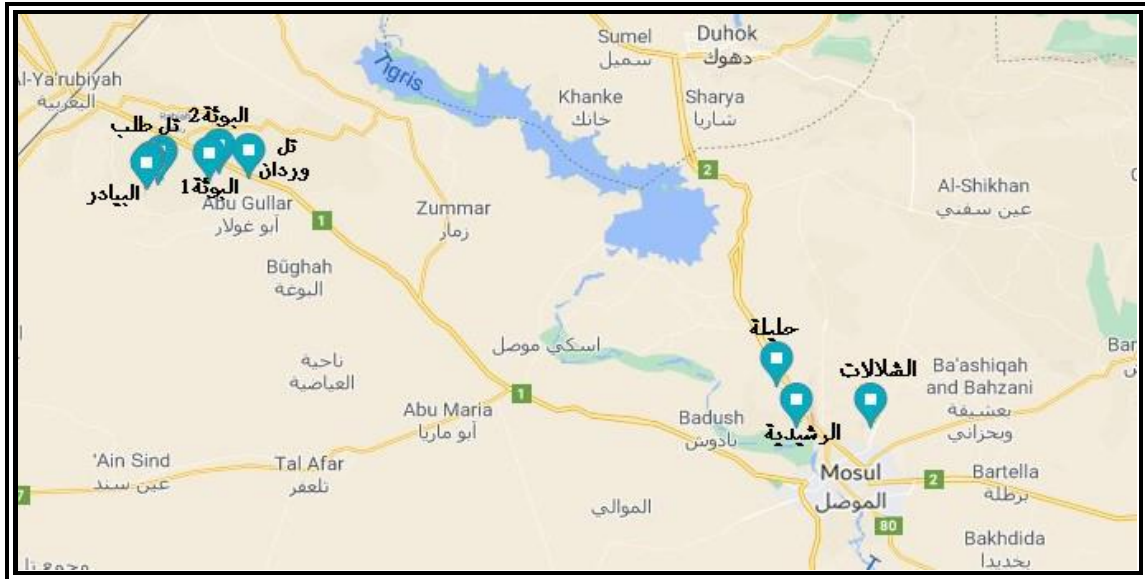 Sumel
سميل
Duhok
دهوك
Al-Ya'rubiyah
اليعربية
Tigris
Khanke
خانك
Sharya
شاريا
البوثة2
تل طلب
تل
وردان
البيادر
البوثة1
2
Abu Gullar
أبو غولار
1
Zummar
زمار
Al-Shikhan
عين سفني
Būghah
البوغة
حليلة
اسكي موصل
ناحية
العياضية
الشلالات
Bar
Ba'ashiqah
and Bahzani
بعشيقة
وبحزاني
1
Abu Maria
أبو ماريا
Badush
بادوش
الرشيدية
'Ain Sind
عين سند
Tal Afar
تلعفر
Mosul
الموصل
2
Bartella
برطلة
7
الموالي
80
Bakhdida
بخديدا